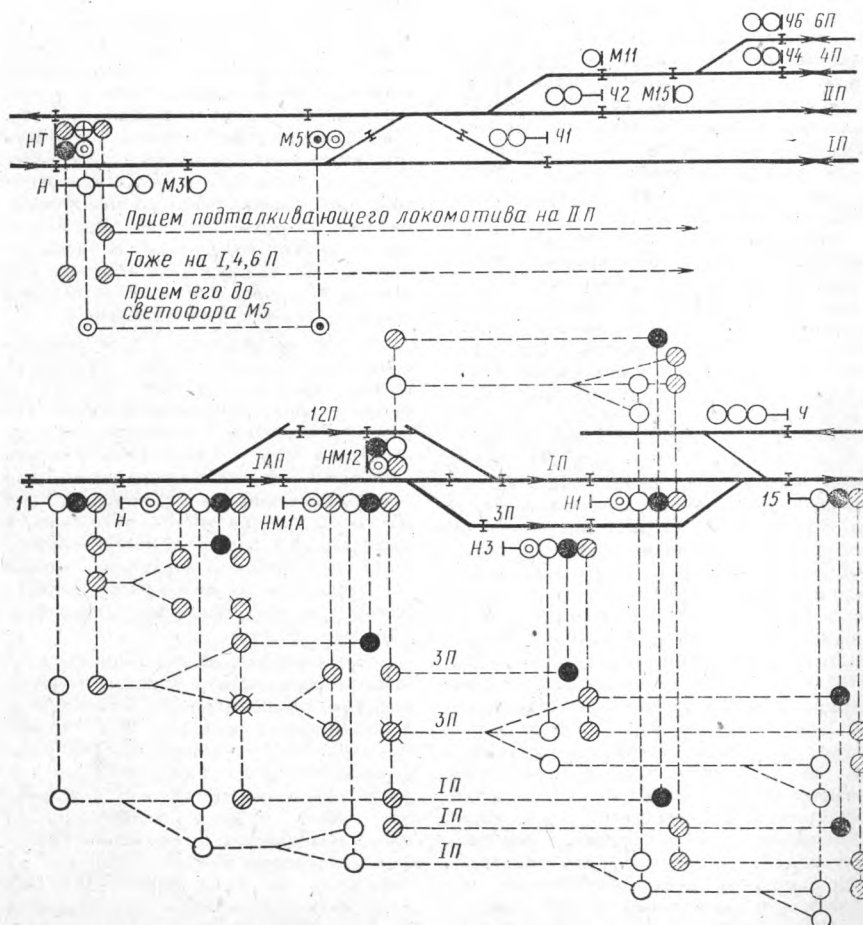 Ч6 6П
М11
Ч4 4П
Ч2 М15
IIП
НТ
М5
Ч1
IП
Н
М3
Прием подталкивающего локомотива на II П
Тоже на I, 4, 6 П
Прием его до
светофора М5
12П
Ч
НМ12
IАП
IП
1
Н
НМ1А
3П
Н1
15
Н3
3П
3П
IП
IП
IП